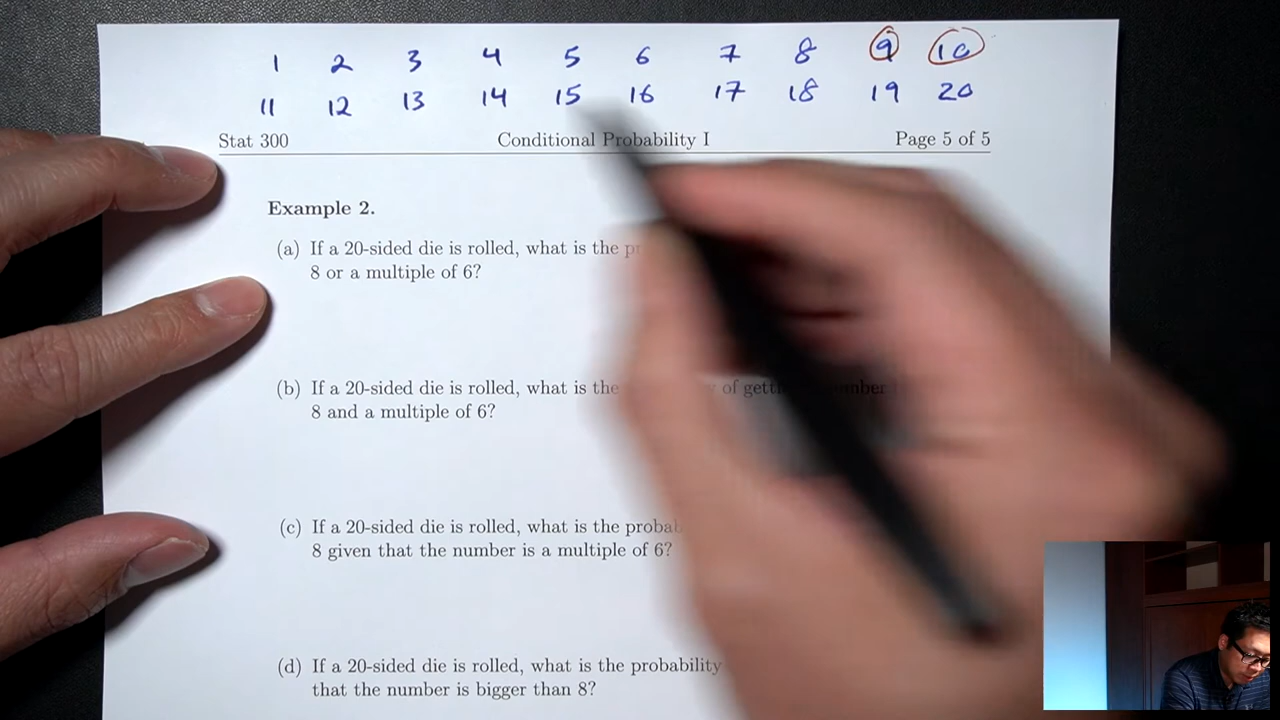 1 2 3 4 5 6 7 8 9 10
11 12 13 14 15 16 17 18 19 20
Stat 300 Conditional Probability I Page 5 of 5
Example 2.
(a) If a 20-sided die is rolled, what is the
8 or a multiple of 6?
(b) If a 20-sided die is rolled, what is the of
8 and a multiple of 6?
(c) If a 20-sided die is rolled, what is the
8 given that the number is a multiple of 6?
(d) If a 20-sided die is rolled, what is the probability
that the number is bigger than 8?